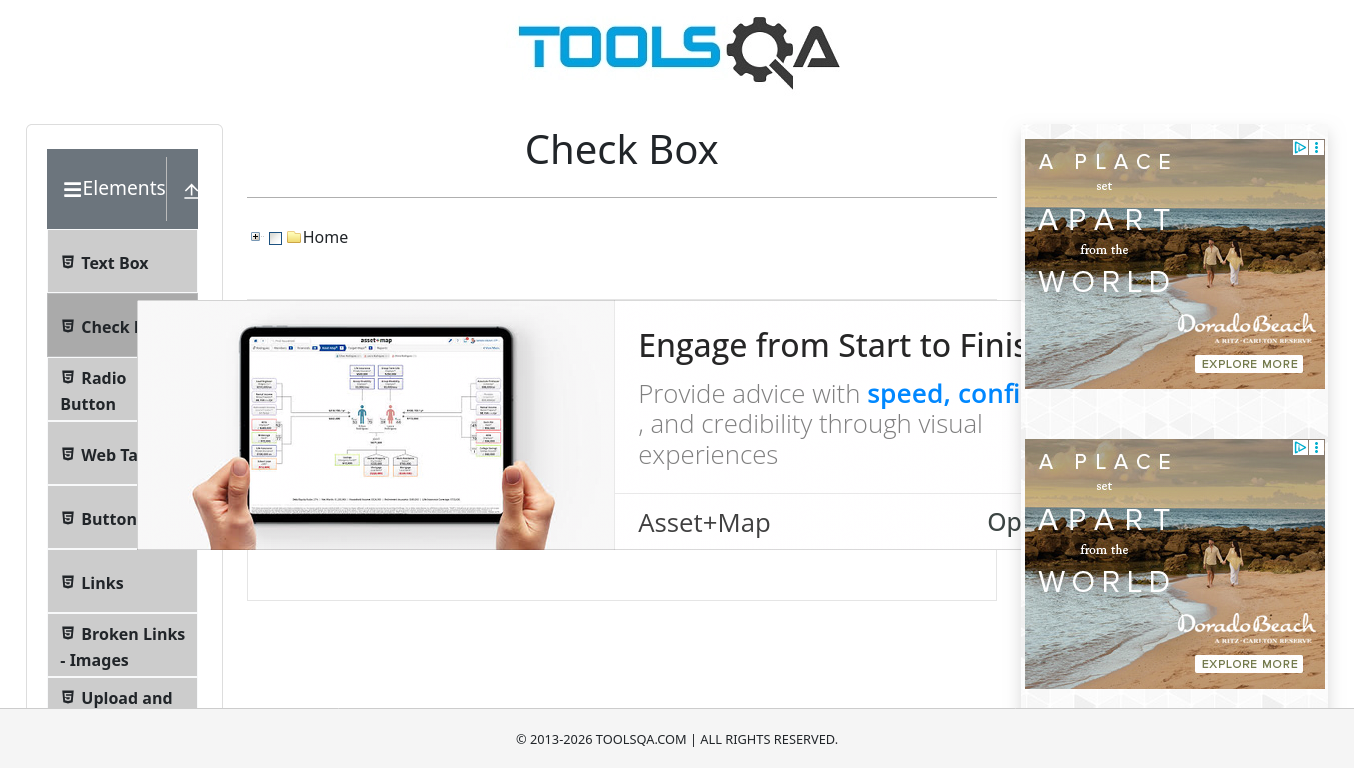 TOOLSQA
Check Box
Elements
Text Box
Check
Radio
Button
Web Ta
Button
Links
Broken Links
- Images
Upload and
Home
asset+map
Engage from Start to Finis
Provide advice with speed, confi
, and credibility through visual
experiences
Asset+Map
Op
A PLACE
set
APART
from the
WORLD
Dorado Beach
A RITZ-CARLTON RESERVE
EXPLORE MORE
A PLACE
set
APART
from the
WORLD
Dorado Beach
A RITZ-CARLTON RESERVE
EXPLORE MORE
© 2013-2026 TOOLSQA.COM | ALL RIGHTS RESERVED.